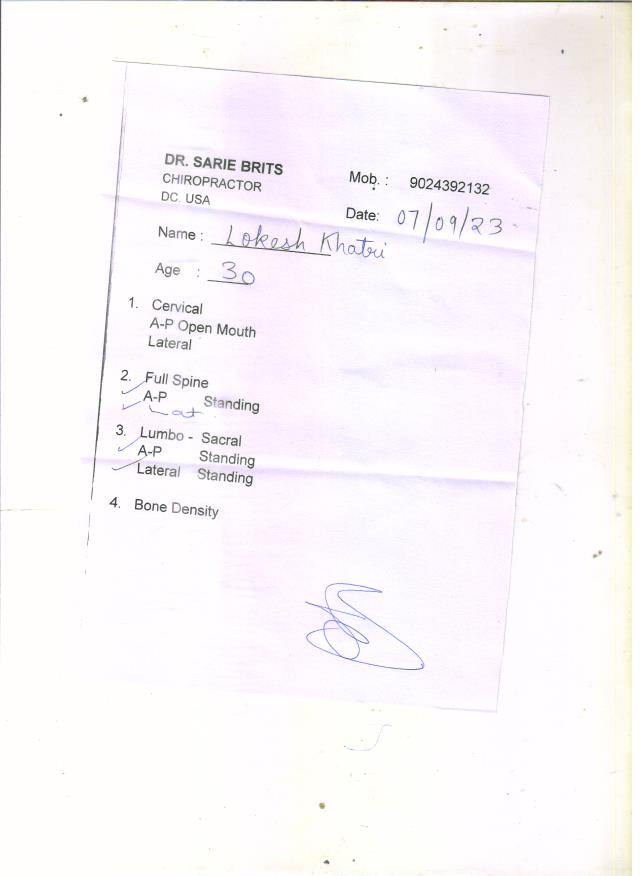 DR. SARIE BRITS
CHIROPRACTOR
DC. USA
Mob. : 9024392132
Date: 07/09/23
Name : Lokesh Khatri
Age : 30
1. Cervical
A-P Open Mouth
Lateral
2. Full Spine
A-P Standing
Lat
3. Lumbo - Sacral
A-P Standing
Lateral Standing
4. Bone Density